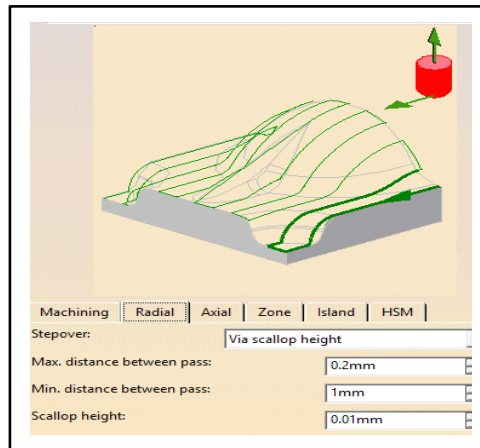 Machining Radial Axial Zone Island HSM
Stepover: Via scallop height
Max. distance between pass: 0.2mm
Min. distance between pass: 1mm
Scallop height: 0.01mm